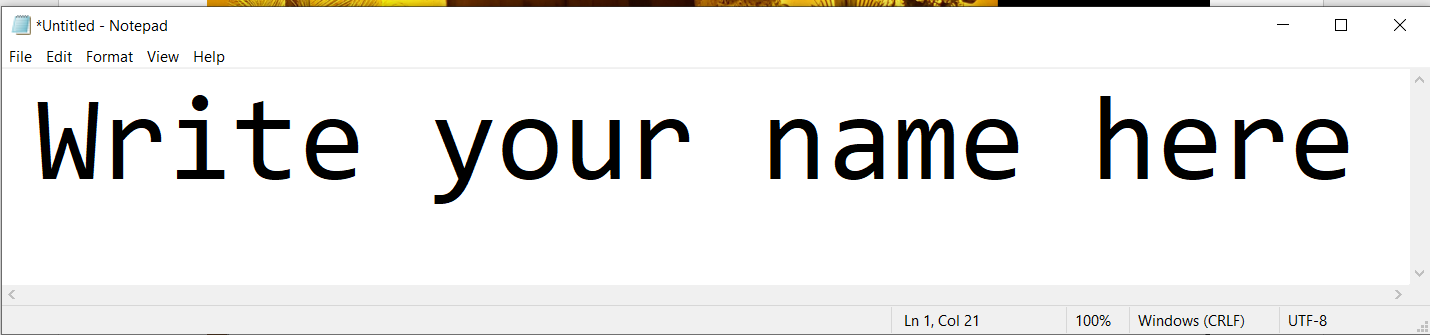 *Untitled - Notepad
File Edit Format View Help
Write your name here
Ln 1, Col 21 100% Windows (CRLF) UTF-8